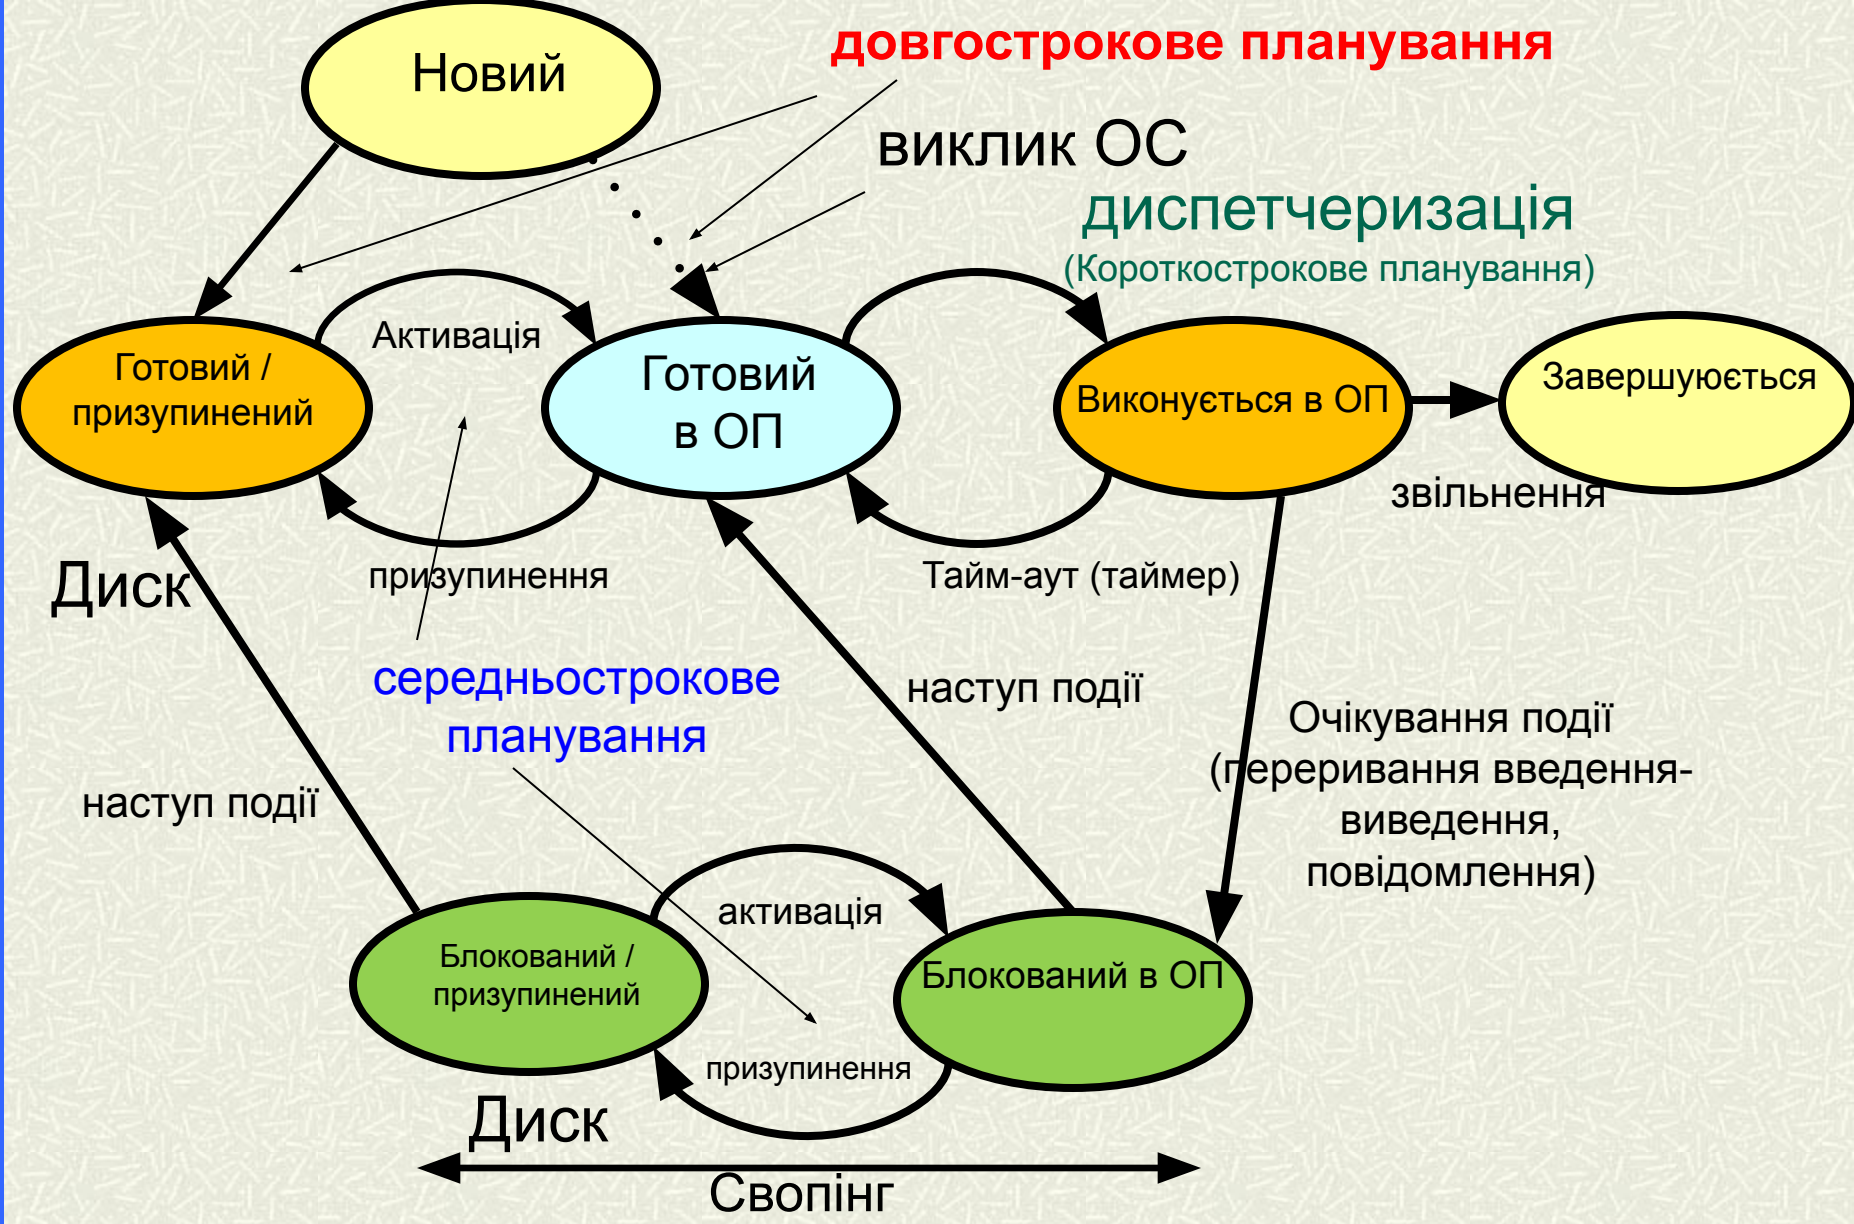 довгострокове планування
Новий
виклик ОС
диспетчеризація
(Короткострокове планування)
Активація
Готовий /
призупинений
Готовий
в ОП
Виконується в ОП
Завершуюється
звільнення
Диск
призупинення
Тайм-аут (таймер)
середньострокове
планування
наступ події
Очікування події
(переривання введення-
виведення,
повідомлення)
наступ події
активація
Блокований /
призупинений
Блокований в ОП
призупинення
Диск
Свопінг